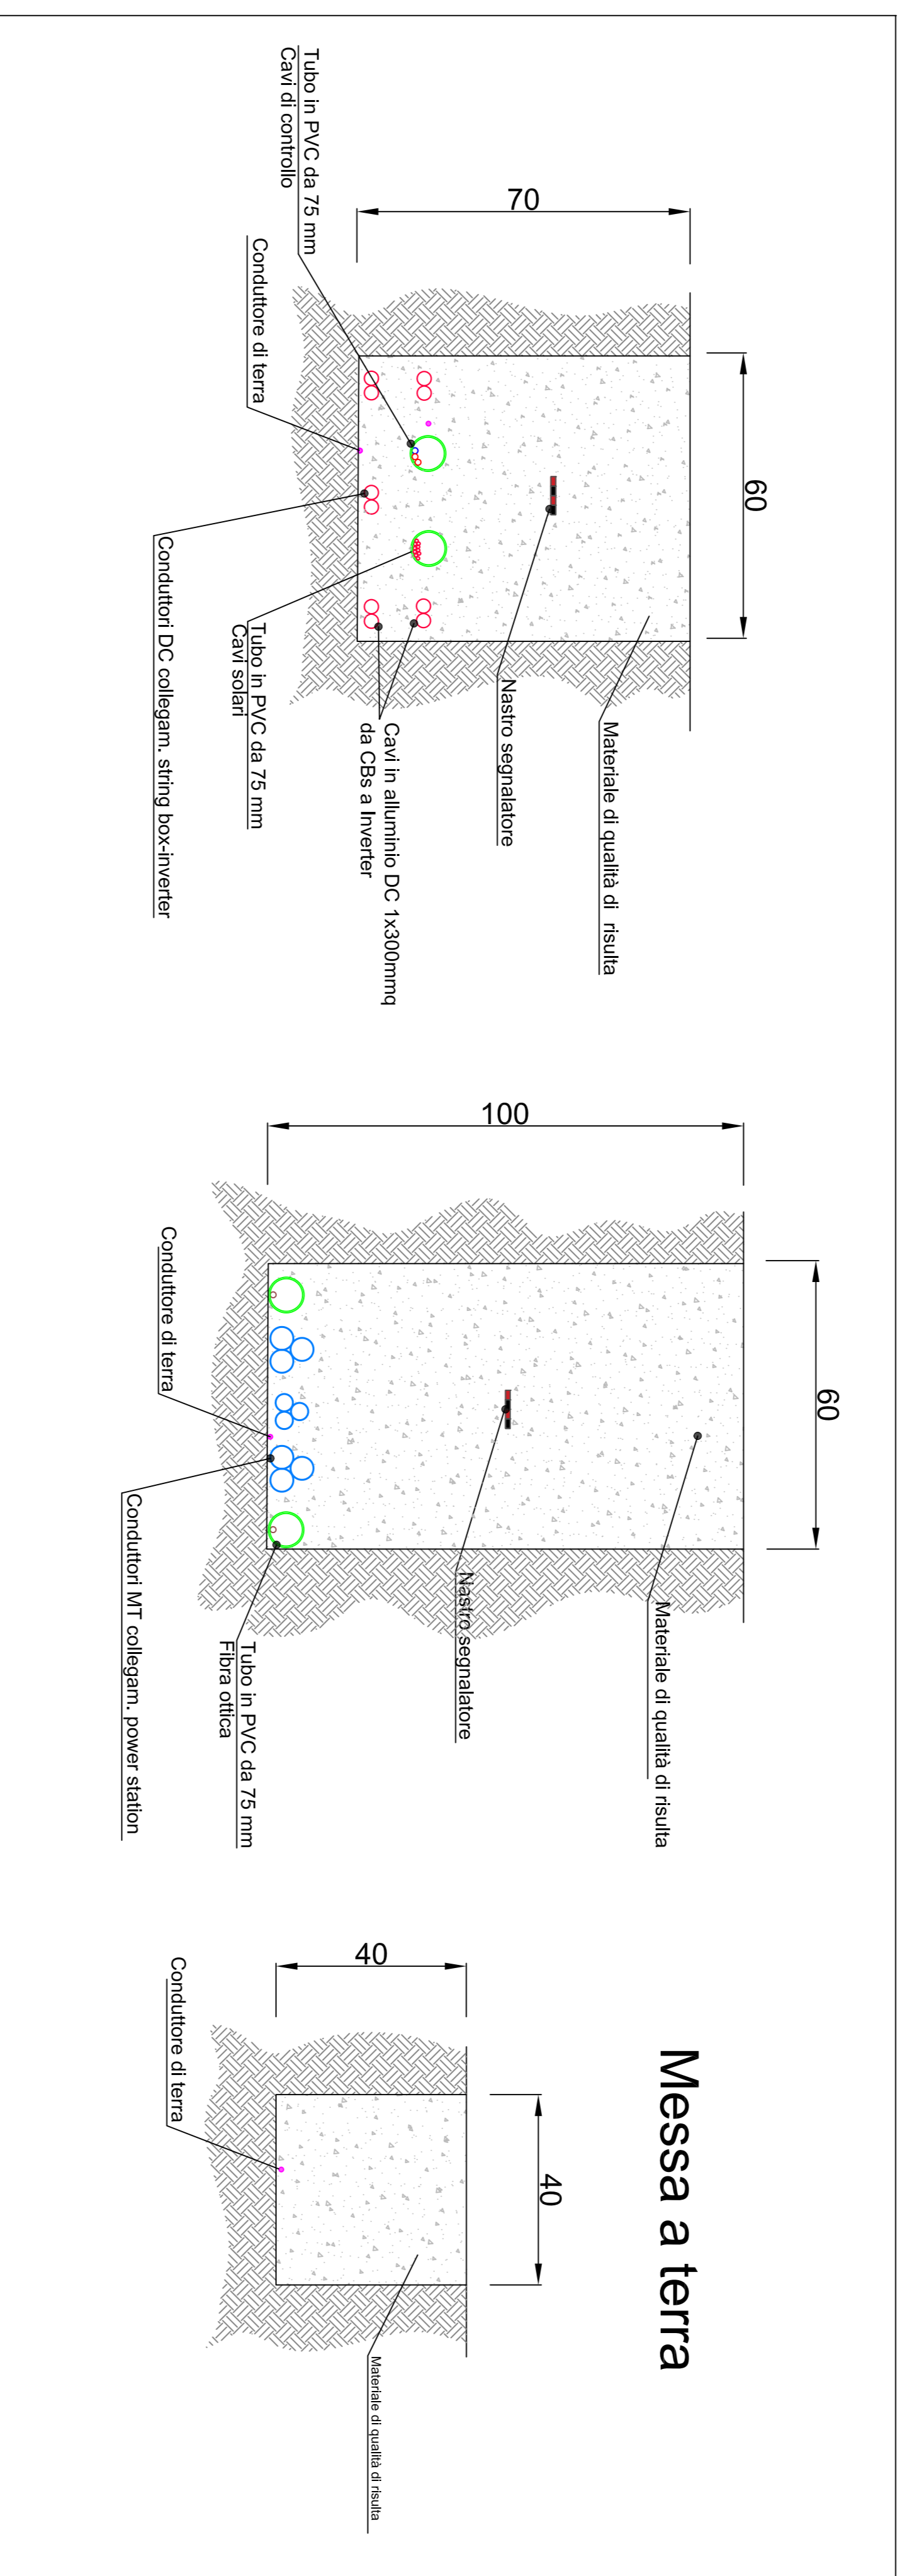 70
60
Tubo in PVC da 75 mm
Cavi di controllo
Conduttore di terra
Conduttori DC collegam. string box-inverter
Tubo in PVC da 75 mm
Cavi solari
Cavi in alluminio DC 1x300mmq
da CBs a Inverter
Nastro segnalatore
Materiale di qualità di risulta
100
60
Conduttore di terra
Conduttori MT collegam. power station
Tubo in PVC da 75 mm
Fibra ottica
Nastro segnalatore
Materiale di qualità di risulta
Messa a terra
40
40
Conduttore di terra
Materiale di qualità di risulta